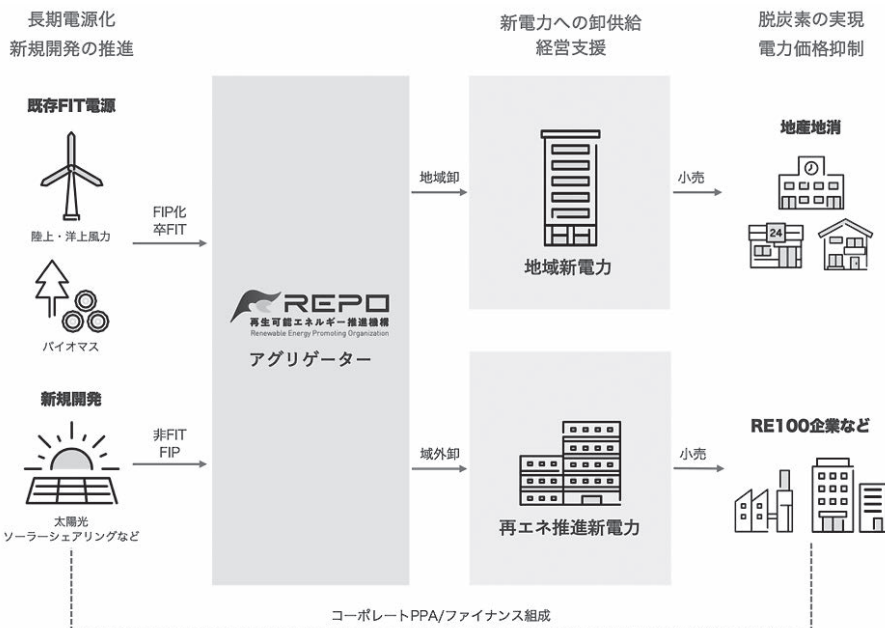 長期電源化
新規開発の推進
新電力への卸供給
経営支援
脱炭素の実現
電力価格抑制
既存FIT電源
陸上・洋上風力
バイオマス
新規開発
太陽光
ソーラーシェアリングなど
FIP化
卒FIT
非FIT
FIP
REPO
再生可能エネルギー推進機構
Renewable Energy Promoting Organization
アグリゲーター
地域卸
域外卸
地域新電力
再エネ推進新電力
小売
小売
地産地消
24
RE100企業など
コーポレートPPA/ファイナンス組成